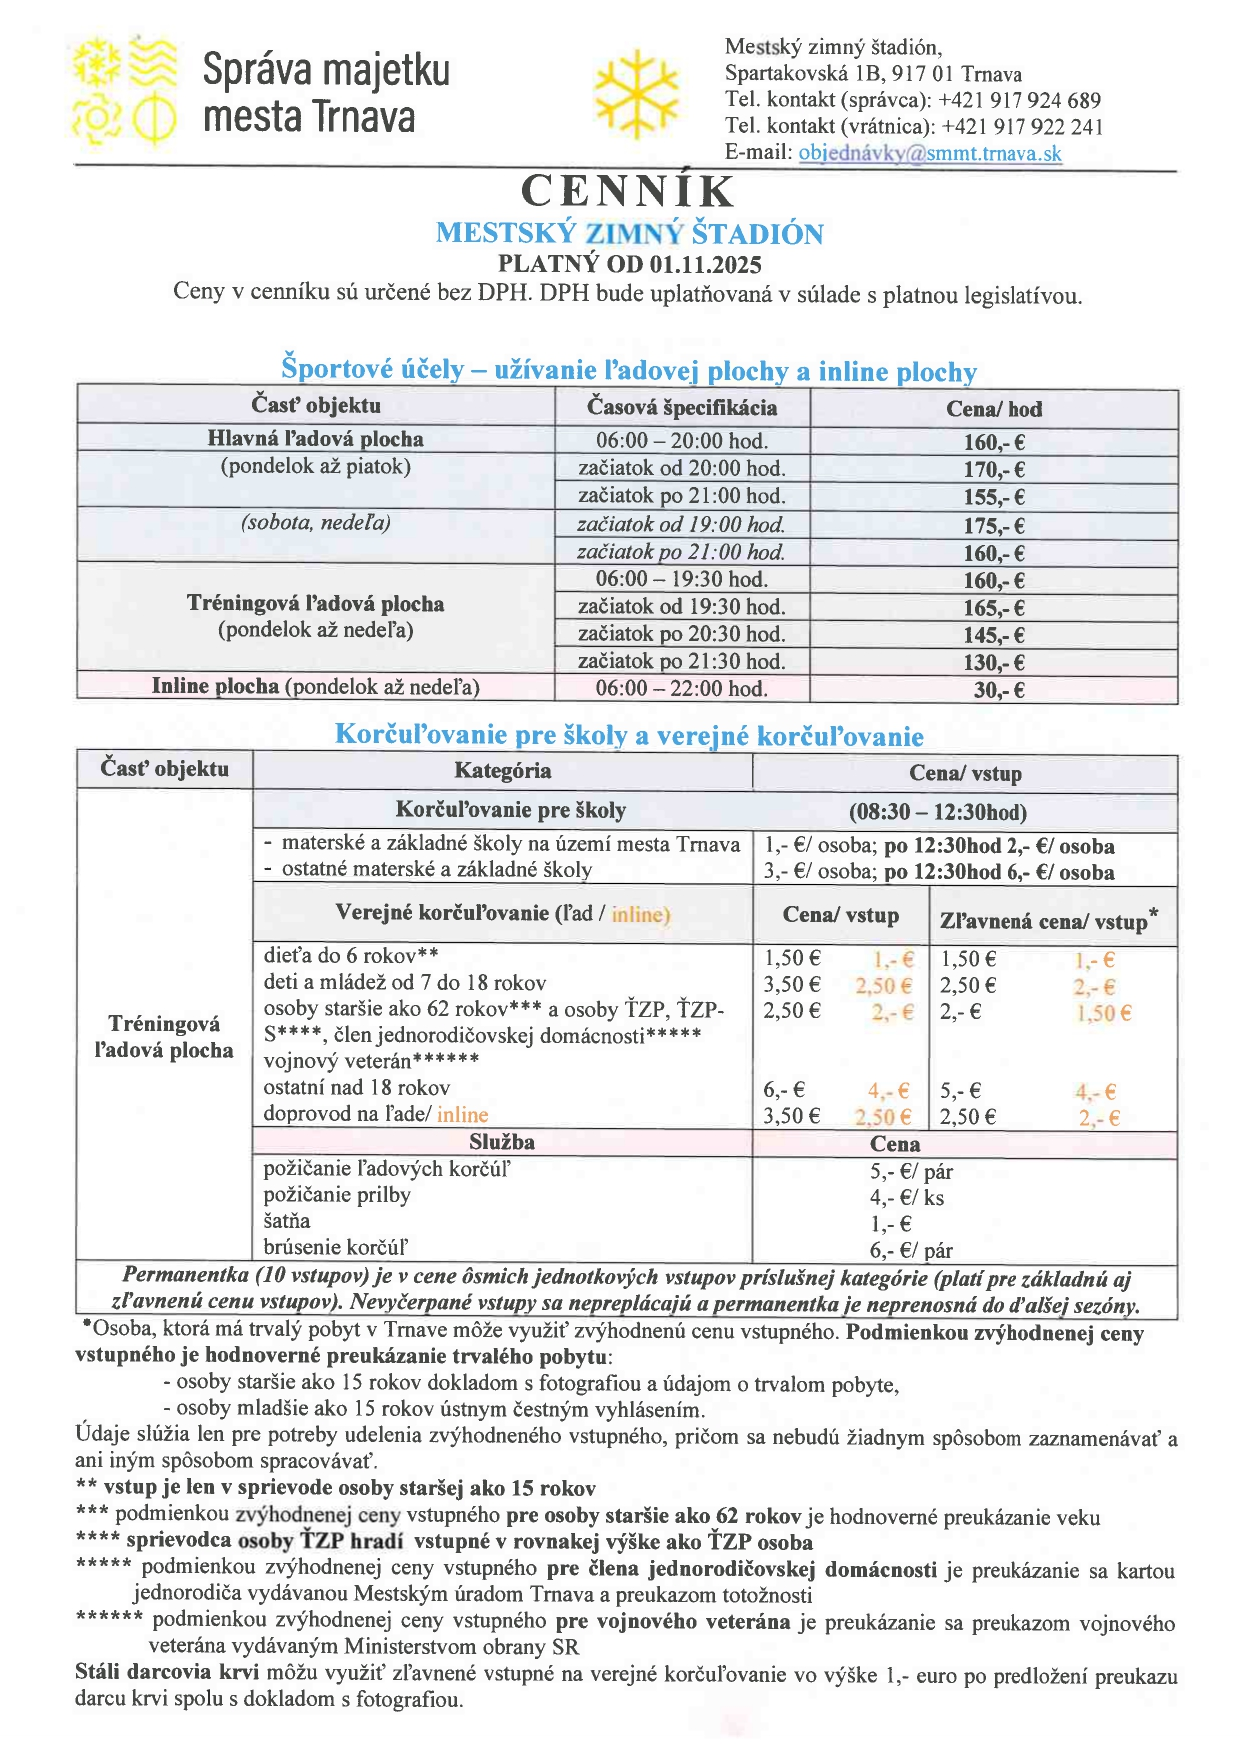 Správa majetku
mesta Trnava
Mestský zimný štadión,
Spartakovská 1B, 917 01 Trnava
Tel. kontakt (správca): +421 917 924 689
Tel. kontakt (vrátnica): +421 917 922 241
E-mail: objednávky@smmt.trnava.sk
CENNÍK
MESTSKÝ ZIMNÝ ŠTADIÓN
PLATNÝ OD 01.11.2025
Ceny v cenníku sú určené bez DPH. DPH bude uplatňovaná v súlade s platnou legislatívou.
Športové účely – užívanie ľadovej plochy a inline plochy
Časť objektu Časová špecifikácia Cena/ hod
Hlavná ľadová plocha 06:00 – 20:00 hod. 160,- €
(pondelok až piatok) začiatok od 20:00 hod. 170,- €
začiatok po 21:00 hod. 155,- €
(sobota, nedeľa) začiatok od 19:00 hod. 175,- €
začiatok po 21:00 hod. 160,- €
06:00 – 19:30 hod. 160,- €
Tréningová ľadová plocha začiatok od 19:30 hod. 165,- €
(pondelok až nedeľa) začiatok po 20:30 hod. 145,- €
začiatok po 21:30 hod. 130,- €
Inline plocha (pondelok až nedeľa) 06:00 – 22:00 hod. 30,- €
Korčuľovanie pre školy a verejné korčuľovanie
Časť objektu Kategória Cena/ vstup
Korčuľovanie pre školy (08:30 – 12:30hod)
- materské a základné školy na území mesta Trnava 1,- €/ osoba; po 12:30hod 2,- €/ osoba
- ostatné materské a základné školy 3,- €/ osoba; po 12:30hod 6,- €/ osoba
Verejné korčuľovanie (ľad / inline) Cena/ vstup Zľavnená cena/ vstup*
dieťa do 6 rokov** 1,50 € 1,- € 1,50 € 1,- €
deti a mládež od 7 do 18 rokov 3,50 € 2,50 € 2,50 € 2,- €
osoby staršie ako 62 rokov*** a osoby ŤZP, ŤZP- 2,50 € 2,- € 2,- € 1,50 €
Tréningová
ľadová plocha
S****, člen jednorodičovskej domácnosti*****
vojnový veterán******
ostatní nad 18 rokov 6,- € 4,- € 5,- € 4,- €
doprovod na ľade/ inline 3,50 € 2,50 € 2,50 € 2,- €
Služba Cena
požičanie ľadových korčúľ 5,- €/ pár
požičanie prilby 4,- €/ ks
šatňa 1,- €
brúsenie korčúľ 6,- €/ pár
Permanentka (10 vstupov) je v cene ôsmich jednotkových vstupov príslušnej kategórie (platí pre základnú aj
zľavnenú cenu vstupov). Nevyčerpané vstupy sa nepreplácajú a permanentka je neprenosná do ďalšej sezóny.
*Osoba, ktorá má trvalý pobyt v Trnave môže využiť zvýhodnenú cenu vstupného. Podmienkou zvýhodnenej ceny
vstupného je hodnoverné preukázanie trvalého pobytu:
- osoby staršie ako 15 rokov dokladom s fotografiou a údajom o trvalom pobyte,
- osoby mladšie ako 15 rokov ústnym čestným vyhlásením.
Údaje slúžia len pre potreby udelenia zvýhodneného vstupného, pričom sa nebudú žiadnym spôsobom zaznamenávať a
ani iným spôsobom spracovávať.
** vstup je len v sprievode osoby staršej ako 15 rokov
*** podmienkou zvýhodnenej ceny vstupného pre osoby staršie ako 62 rokov je hodnoverné preukázanie veku
**** sprievodca osoby ŤZP hradí vstupné v rovnakej výške ako ŤZP osoba
***** podmienkou zvýhodnenej ceny vstupného pre člena jednorodičovskej domácnosti je preukázanie sa kartou
jednorodiča vydávanou Mestským úradom Trnava a preukazom totožnosti
****** podmienkou zvýhodnenej ceny vstupného pre vojnového veterána je preukázanie sa preukazom vojnového
veterána vydávaným Ministerstvom obrany SR
Stáli darcovia krvi môžu využiť zľavnené vstupné na verejné korčuľovanie vo výške 1,- euro po predložení preukazu
darcu krvi spolu s dokladom s fotografiou.